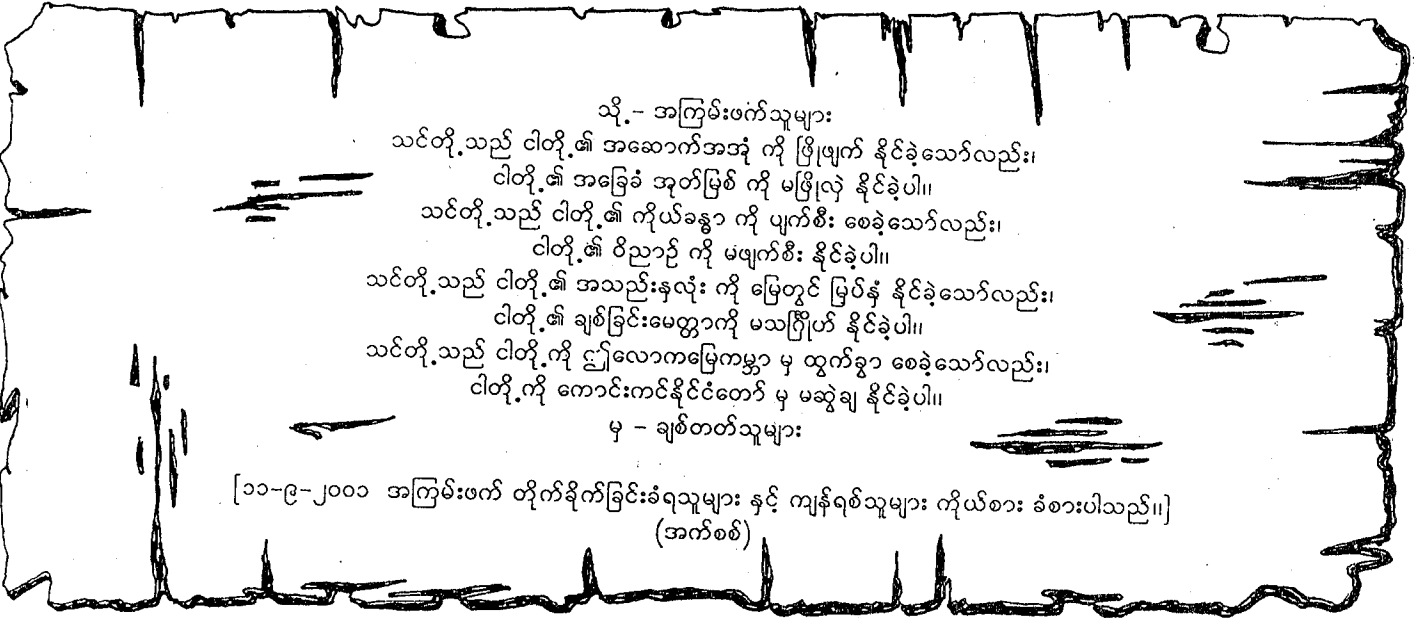 သို့ – အကြမ်းဖက်သူများ
သင်တို့သည် ငါတို့၏ အဆောက်အအုံ ကို ဖြိုဖျက် နိုင်ခဲ့သော်လည်း၊
ငါတို့၏ အခြေခံ အုတ်မြစ် ကို မဖြိုလှဲ နိုင်ခဲ့ပါ။
သင်တို့သည် ငါတို့၏ ကိုယ်ခန္ဓာ ကို ပျက်စီး စေခဲ့သော်လည်း၊
ငါတို့၏ ဝိညာဉ် ကို မဖျက်စီး နိုင်ခဲ့ပါ။
သင်တို့သည် ငါတို့၏ အသည်းနှလုံး ကို မြေတွင် မြှပ်နှံ နိုင်ခဲ့သော်လည်း၊
ငါတို့၏ ချစ်ခြင်းမေတ္တာကို မသင်္ဂြိုဟ် နိုင်ခဲ့ပါ။
သင်တို့သည် ငါတို့ကို ဤလောကမြေကမ္ဘာ မှ ထွက်ခွာ စေခဲ့သော်လည်း၊
ငါတို့ကို ကောင်းကင်နိုင်ငံတော် မှ မဆွဲချ နိုင်ခဲ့ပါ။
မှ – ချစ်တတ်သူများ
[၁၁–၉–၂၀၀၁ အကြမ်းဖက် တိုက်ခိုက်ခြင်းခံရသူများ နှင့် ကျန်ရစ်သူများ ကိုယ်စား ခံစားပါသည်။]
(အက်စစ်)